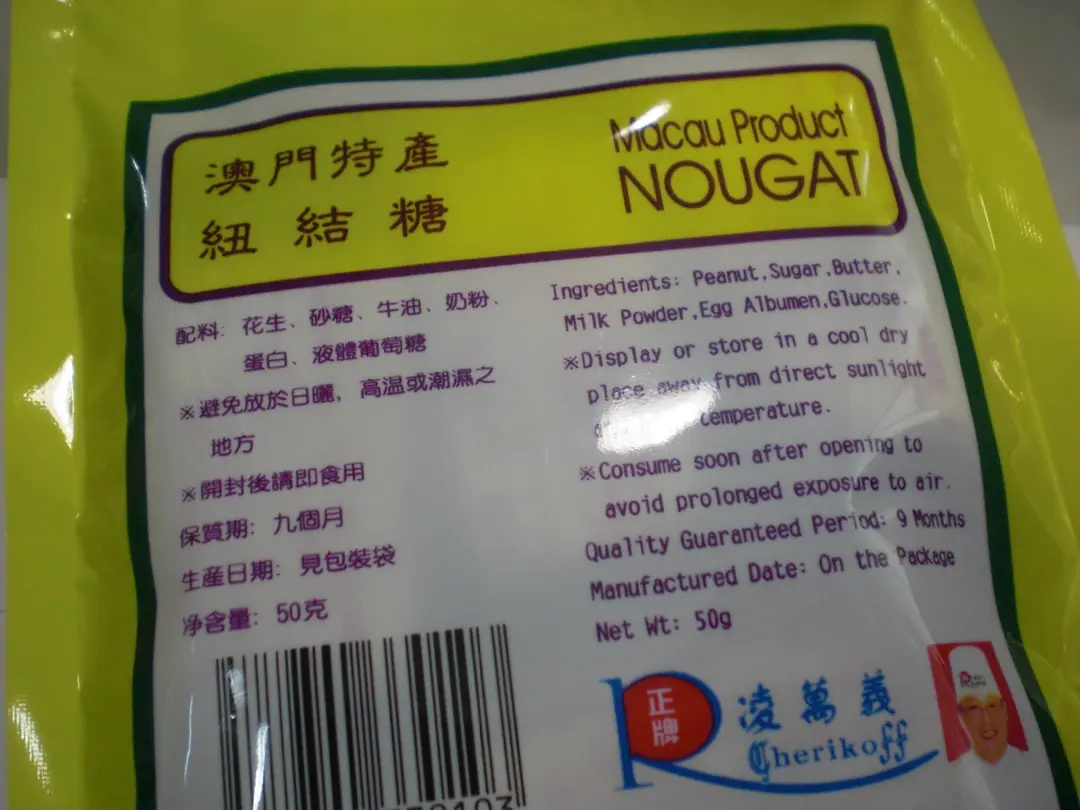 澳門特產
紐結糖
Macau Product
NOUGAT
配料: 花生、砂糖、牛油、奶粉、
蛋白、液體葡萄糖
※避免放於日曬, 高溫或潮濕之
地方
※開封後請即食用
保質期: 九個月
生產日期: 見包裝袋
净含量: 50克
Ingredients: Peanut,Sugar,Butter,
Milk Powder,Egg Albumen,Glucose.
※Display or store in a cool dry
place away from direct sunlight
temperature.
※Consume soon after opening to
avoid prolonged exposure to air.
Quality Guaranteed Period: 9 Months
Manufactured Date: On the Package
Net Wt: 50g
正牌
凌萬義
Cherikoff